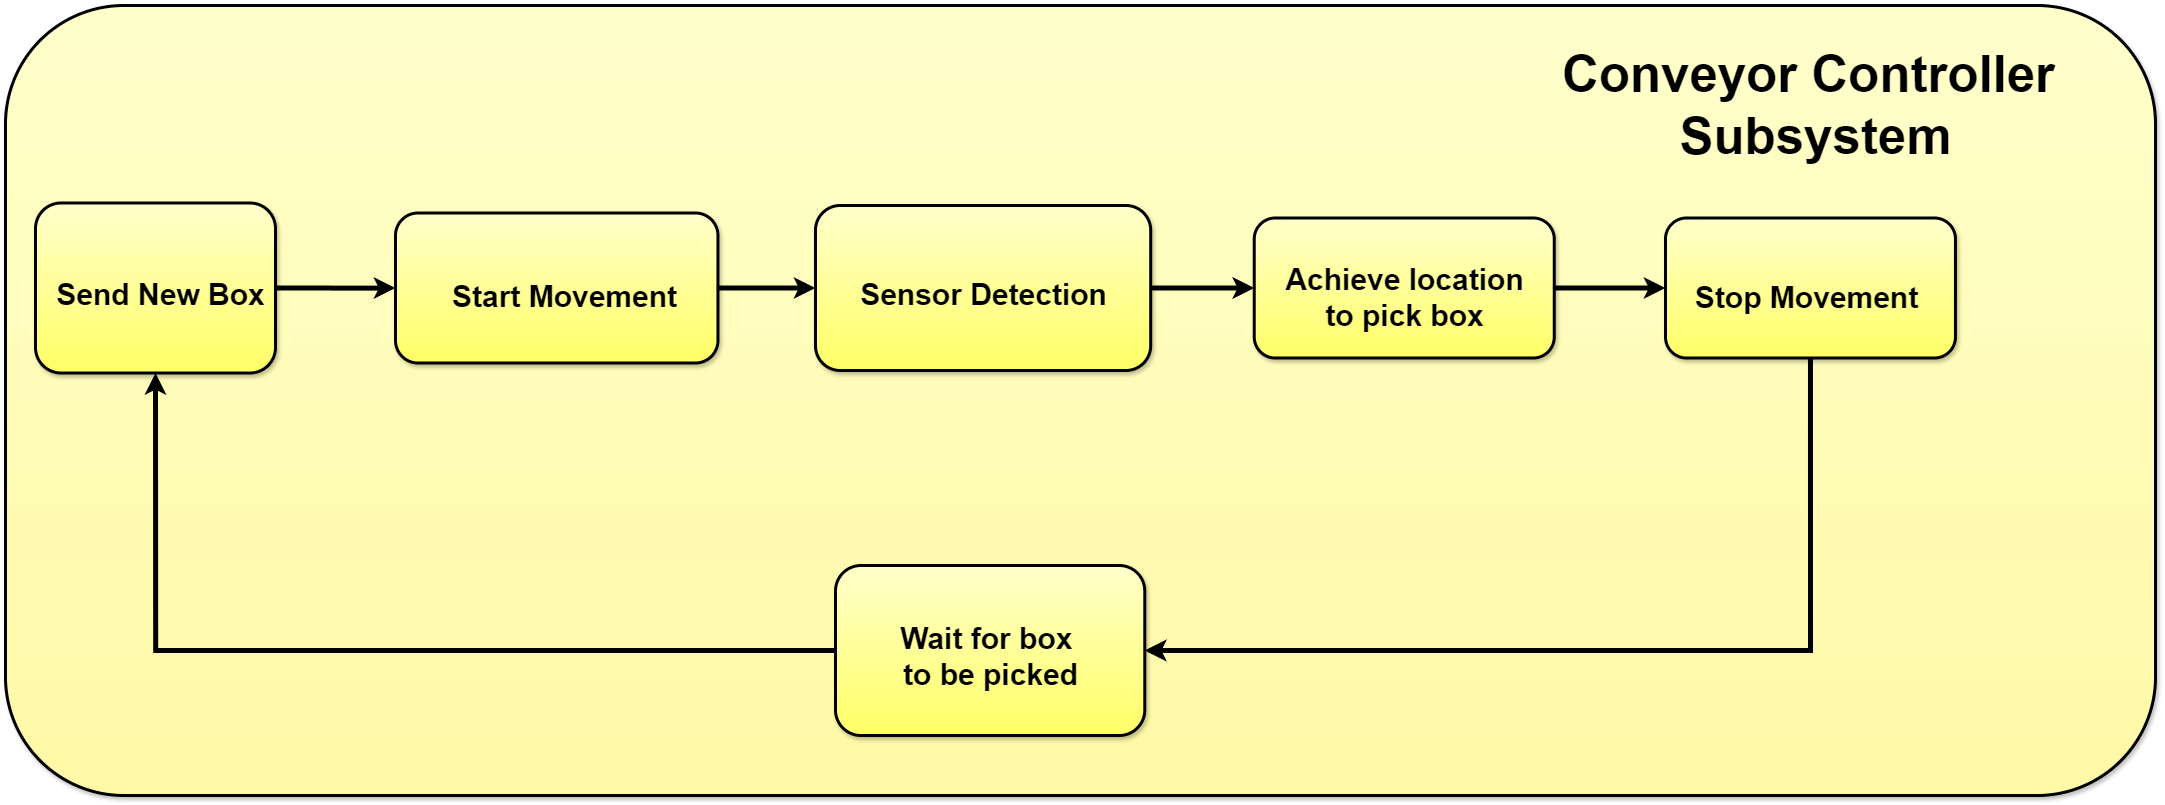 Conveyor Controller
Subsystem
Send New Box
Start Movement
Sensor Detection
Achieve location
to pick box
Stop Movement
Wait for box
to be picked